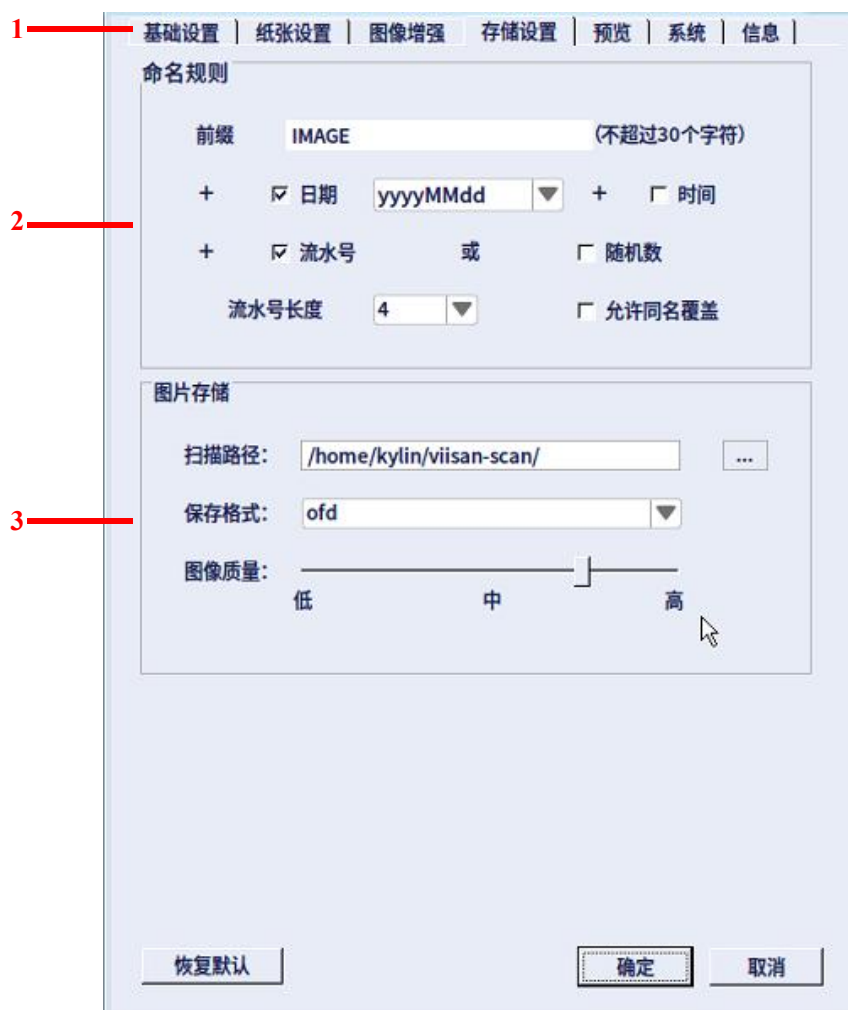 1
基础设置 纸张设置 图像增强 存储设置 预览 系统 信息
命名规则
前缀 IMAGE (不超过30个字符)
+ 日期 yyyyMMdd + 时间
2
+ 流水号 或 随机数
流水号长度 4 允许同名覆盖
图片存储
扫描路径： /home/kylin/viisan-scan/ ...
3
保存格式： ofd
图像质量：
低 中 高
恢复默认 确定 取消